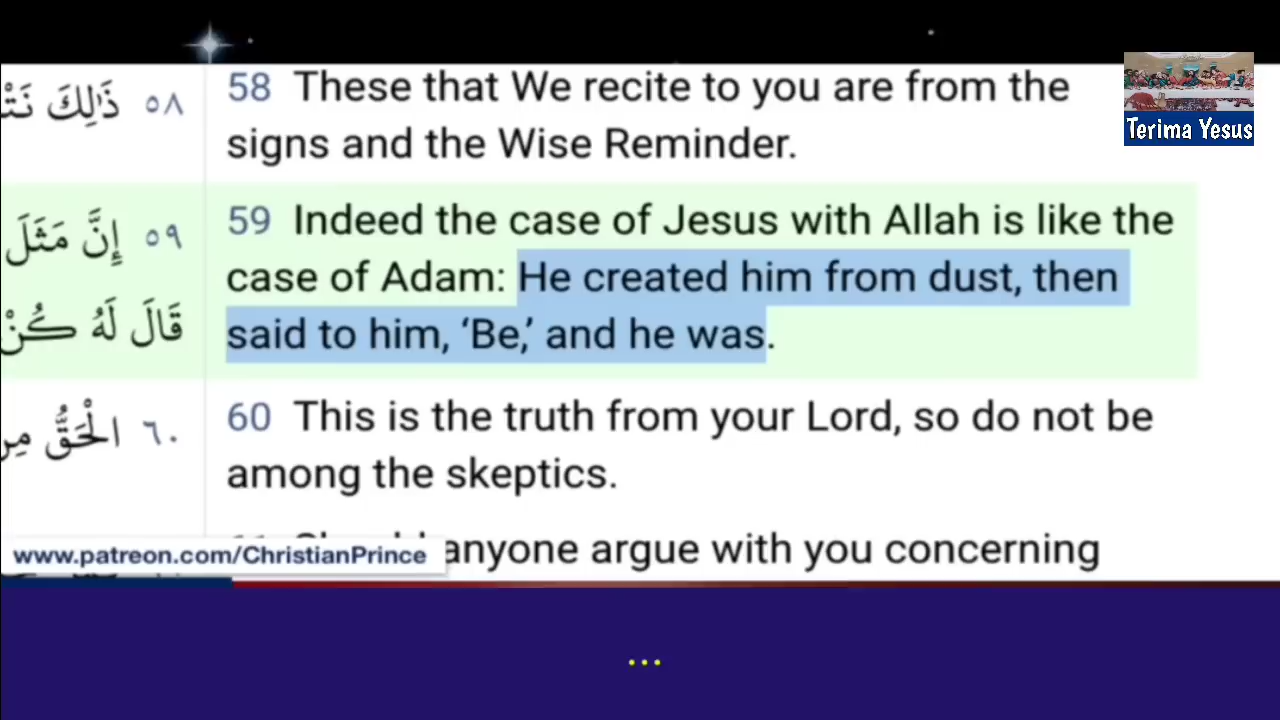 ٥٨ ذَٰلِكَ
58 These that We recite to you are from the
signs and the Wise Reminder.
Terima Yesus
٥٩ إِنَّ مَثَلَ
59 Indeed the case of Jesus with Allah is like the
case of Adam: He created him from dust, then
قَالَ لَهُ كُنْ
said to him, ‘Be,’ and he was.
٦٠ الْحَقُّ
60 This is the truth from your Lord, so do not be
among the skeptics.
anyone argue with you concerning
www.patreon.com/ChristianPrince
...